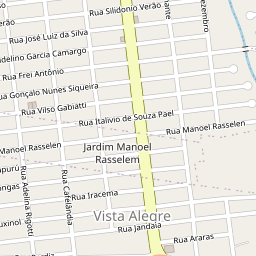 Rua Silidonio Verão
Rua José Luiz da Silva
delino Garcia Camargo
Rua Frei Antônio
Rua Gonçalo Nunes Siqueira
Rua Vilso Gabiatti
Rua Italivio de Souza Pael
Rua Manoel Rasselen
Manoel Rasselen
Jardim Manoel
Rasselem
Rua Adelina Rigotti
Rua Cafelândia
Rua Iracema
Vista Alegre
Rua Jandaia
Rua Araras